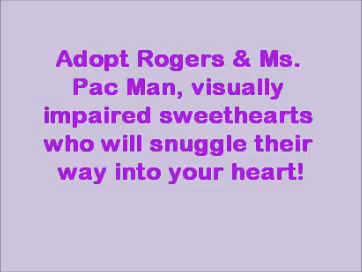 Adopt Rogers & Ms.
Pac Man, visually
impaired sweethearts
who will snuggle their
way into your heart!